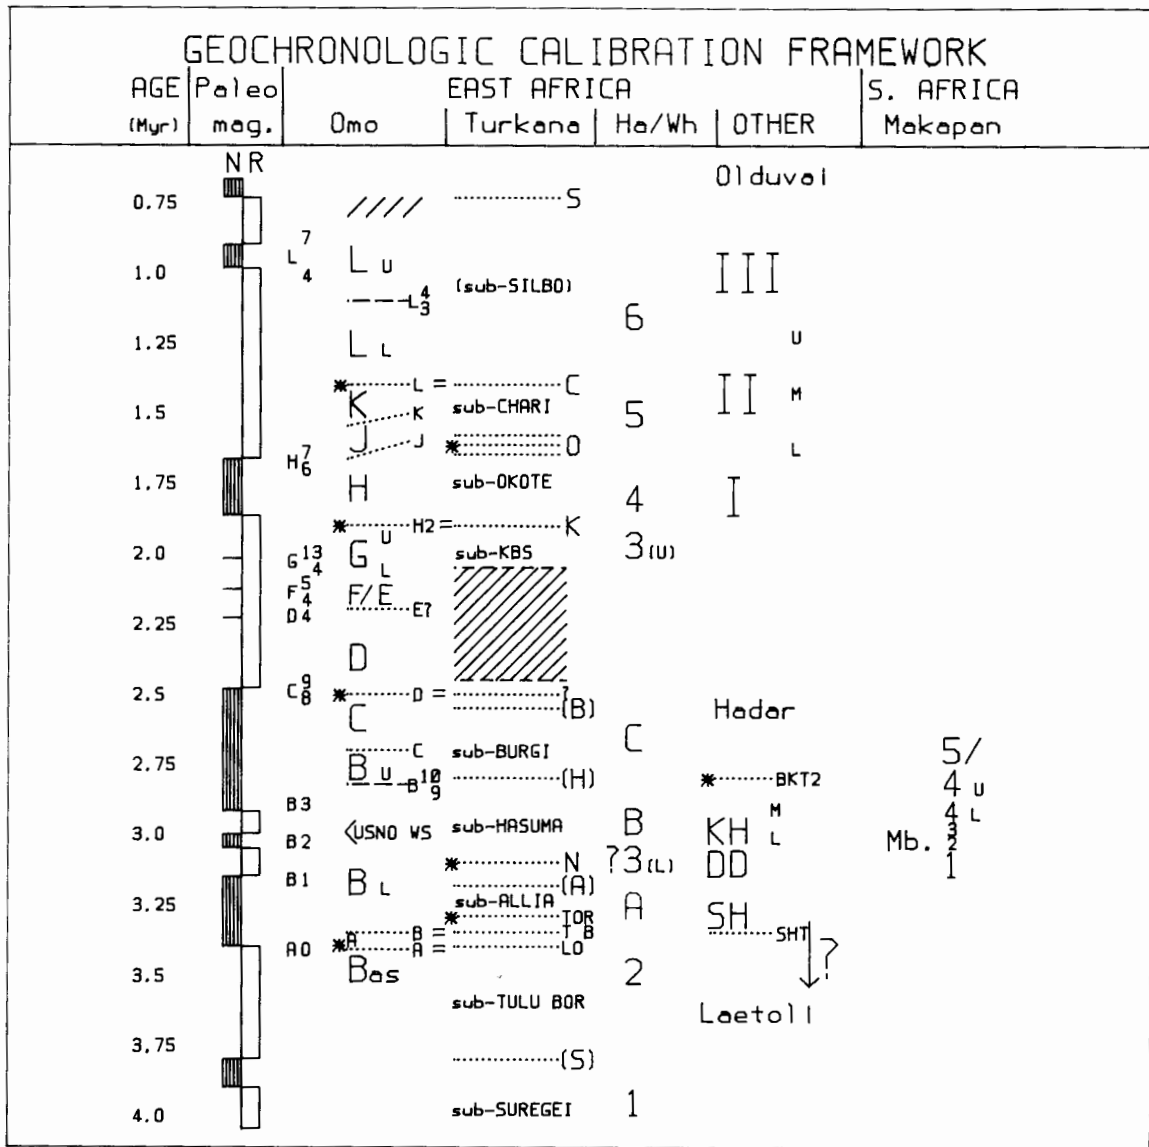 GEOCHRONOLOGIC CALIBRATION FRAMEWORK
AGE Paleo EAST AFRICA S. AFRICA
(Myr) mag. Omo Turkana Ha/Wh OTHER Makapan
N R Olduvai
0.75 //// S
L 7 4 L U III
1.0 (sub-SILBO)
L 4 3 6
U
1.25 L L
* L = C
K sub-CHARI II M
1.5 K 5
J J * O L
H 7 6
1.75 H sub-OKOTE 4 I
* H2 = K
U
2.0 G 13 4 G L sub-KBS 3 (U)
F 5 4 F/E
D4 E?
2.25
D
2.5 C 9 8 * D = ?
C (B) Hadar
C sub-BURGI C 5/
2.75 B U (H) * BKT2 4 U
B 10 9
B3 M 4 L
3.0 <USNO WS sub-HASUMA B KH L 3
B2 Mb. 2
* N ?3 (L) DD 1
B1 B L (A)
3.25 sub-ALLIA A SH
* TOR
B = T B SHT
A0 * A A = LO ?
3.5 Bas 2
sub-TULU BOR Laetoli
3.75 (S)
4.0 sub-SUREGEI 1